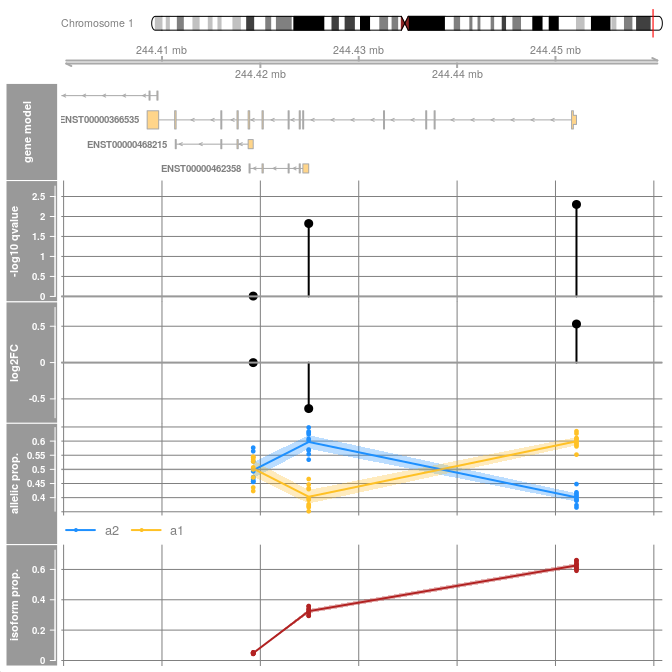 Chromosome 1
244.41 mb
244.43 mb
244.45 mb
244.42 mb
244.44 mb
gene model
ENST00000366535
ENST00000468215
ENST00000462358
-log10 qvalue
2.5
2
1.5
1
0.5
0
log2FC
0.5
0
-0.5
allelic prop.
0.6
0.55
0.5
0.45
0.4
a2
a1
isoform prop.
0.6
0.4
0.2
0